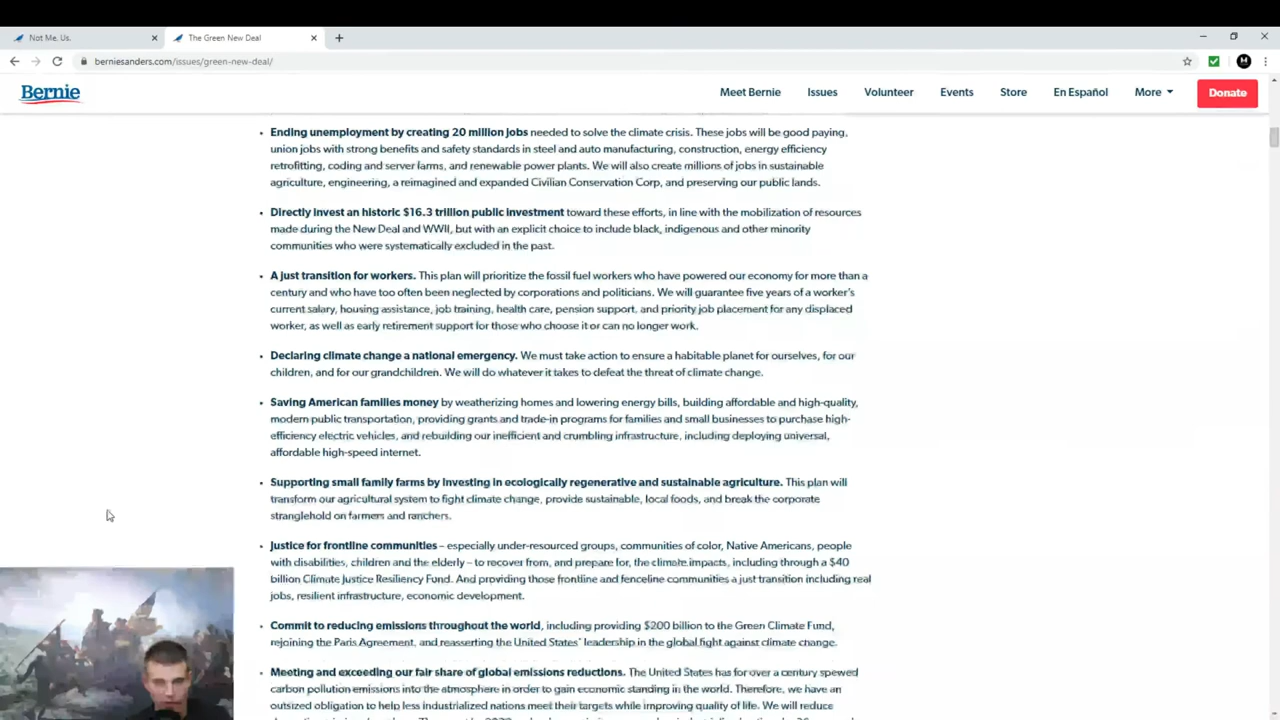 Not Me. Us.
The Green New Deal
berniesanders.com/issues/green-new-deal/
Bernie
Meet Bernie Issues Volunteer Events Store En Español More Donate
Ending unemployment by creating 20 million jobs needed to solve the climate crisis. These jobs will be good paying,
union jobs with strong benefits and safety standards in steel and auto manufacturing, construction, energy efficiency
retrofitting, coding and server farms, and renewable power plants. We will also create millions of jobs in sustainable
agriculture, engineering, a reimagined and expanded Civilian Conservation Corp, and preserving our public lands.
Directly invest an historic $16.3 trillion public investment toward these efforts, in line with the mobilization of resources
made during the New Deal and WWII, but with an explicit choice to include black, indigenous and other minority
communities who were systematically excluded in the past.
A just transition for workers. This plan will prioritize the fossil fuel workers who have powered our economy for more than a
century and who have too often been neglected by corporations and politicians. We will guarantee five years of a worker's
current salary, housing assistance, job training, health care, pension support, and priority job placement for any displaced
worker, as well as early retirement support for those who choose it or can no longer work.
Declaring climate change a national emergency. We must take action to ensure a habitable planet for ourselves, for our
children, and for our grandchildren. We will do whatever it takes to defeat the threat of climate change.
Saving American families money by weatherizing homes and lowering energy bills, building affordable and high-quality,
modern public transportation, providing grants and trade-in programs for families and small businesses to purchase high-
efficiency electric vehicles, and rebuilding our inefficient and crumbling infrastructure, including deploying universal,
affordable high-speed internet.
Supporting small family farms by investing in ecologically regenerative and sustainable agriculture. This plan will
transform our agricultural system to fight climate change, provide sustainable, local foods, and break the corporate
stranglehold on farmers and ranchers.
Justice for frontline communities – especially under-resourced groups, communities of color, Native Americans, people
with disabilities, children and the elderly – to recover from, and prepare for, the climate impacts, including through a $40
billion Climate Justice Resiliency Fund. And providing those frontline and fenceline communities a just transition including real
jobs, resilient infrastructure, economic development.
Commit to reducing emissions throughout the world, including providing $200 billion to the Green Climate Fund,
rejoining the Paris Agreement, and reasserting the United States' leadership in the global fight against climate change.
Meeting and exceeding our fair share of global emissions reductions. The United States has for over a century spewed
carbon pollution emissions into the atmosphere in order to gain economic standing in the world. Therefore, we have an
outsized obligation to help less industrialized nations meet their targets while improving quality of life. We will reduce